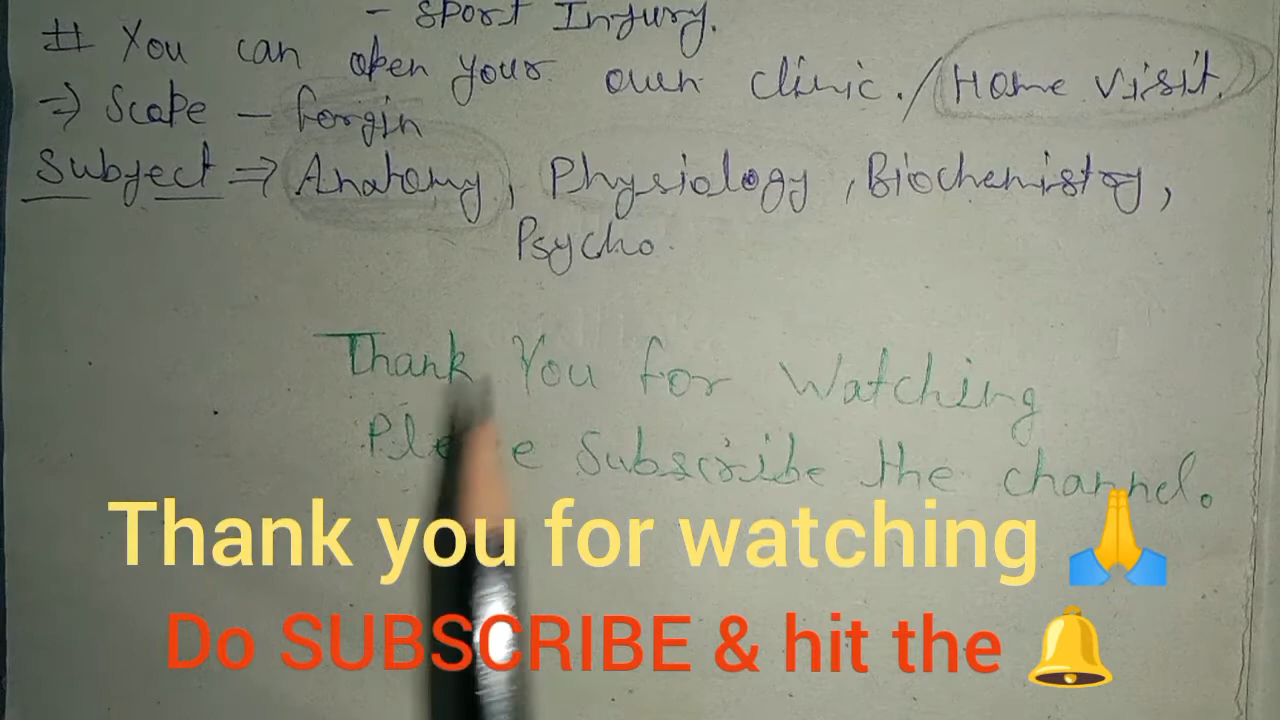 - Sport Injury.
# You can open your own clinic. / Home visit.
⇒ Scope - forgin
Subject ⇒ Anatomy, Physiology, Biochemistry,
Psycho.
Thank You for Watching
Ple e Subscribe the channel.
Thank you for watching 🙏
Do SUBSCRIBE & hit the 🔔